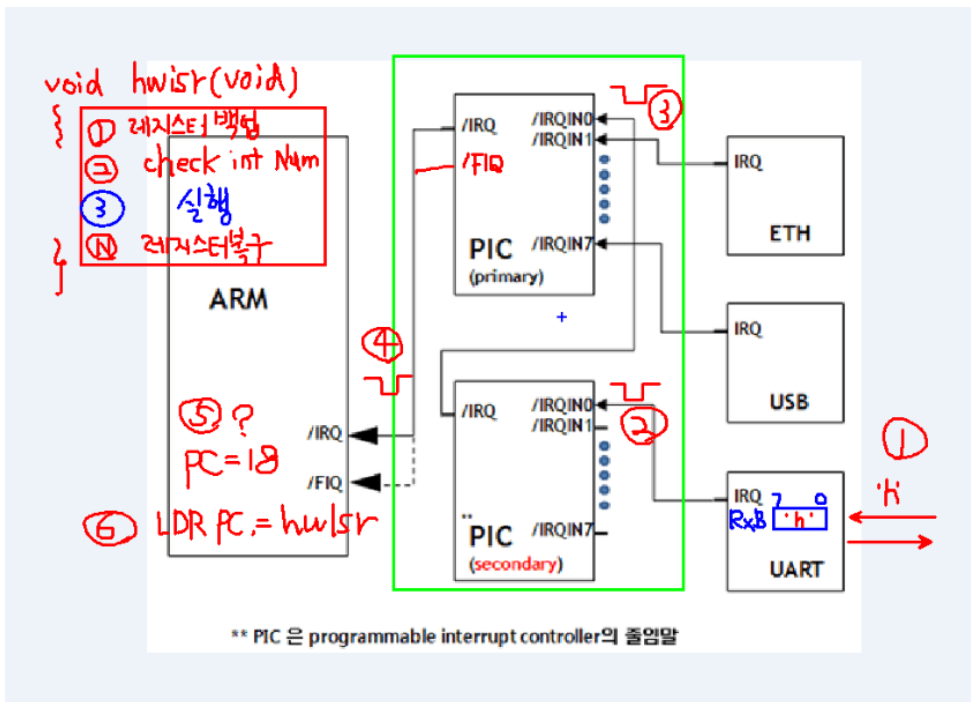 void hwisr(void)
{
① 레지스터 백업
② check int Num
③ 실행
Ⓝ 레지스터복구
}
ARM
/IRQ
/FIQ
⑤ ?
PC=18
⑥ LDR PC,=hwisr
④
/IRQ
/FIQ
/IRQIN0
/IRQIN1
/IRQIN7
PIC
(primary)
③
/IRQ
/IRQIN0
/IRQIN1
/IRQIN7
**
PIC
(secondary)
②
IRQ
ETH
IRQ
USB
①
'h'
IRQ 7 0
RxB 'h'
UART
** PIC 은 programmable interrupt controller의 줄임말